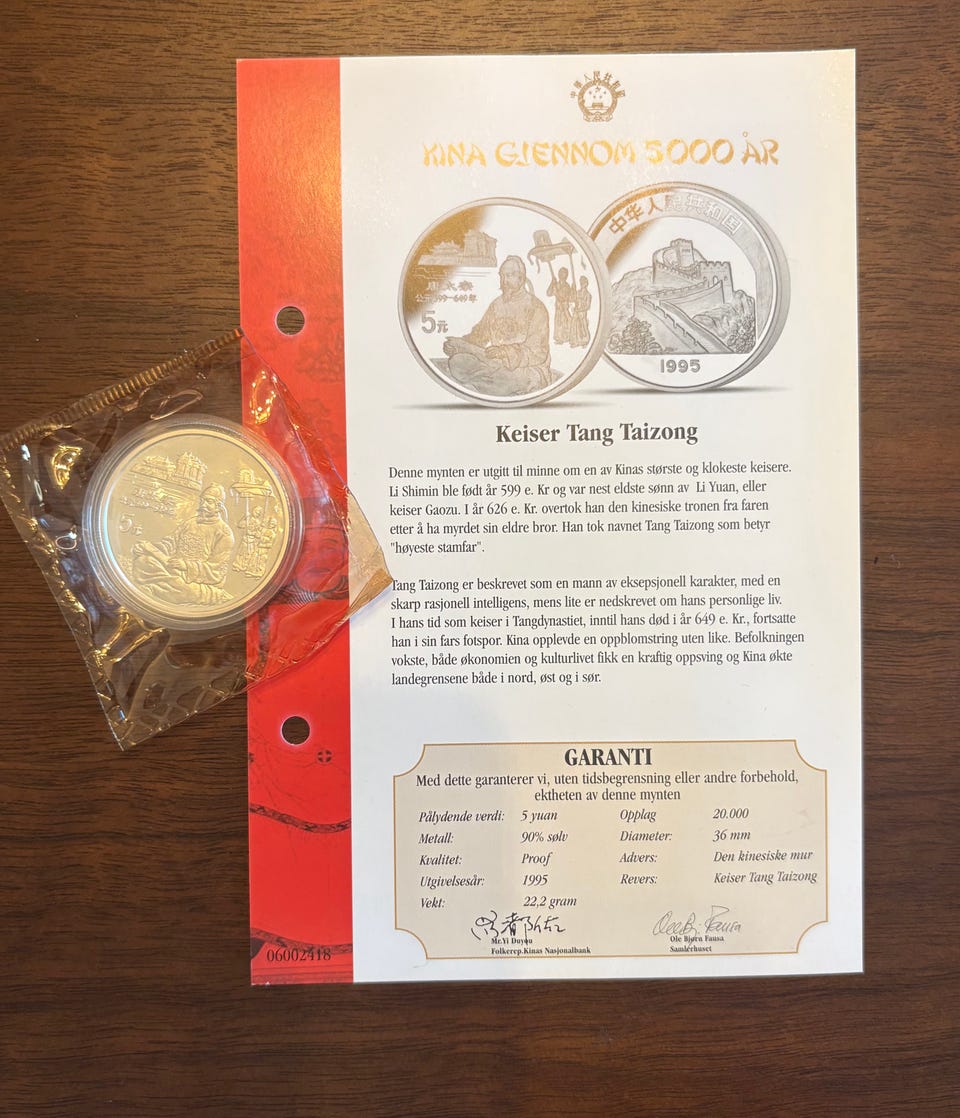 KINA GJENNOM 5000 ÅR
中华人民共和国
公元599-649年
5元
1995
Keiser Tang Taizong
Denne mynten er utgitt til minne om en av Kinas største og klokeste keisere.
Li Shimin ble født år 599 e. Kr og var nest eldste sønn av Li Yuan, eller
keiser Gaozu. I år 626 e. Kr. overtok han den kinesiske tronen fra faren
etter å ha myrdet sin eldre bror. Han tok navnet Tang Taizong som betyr
"høyeste stamfar".
Tang Taizong er beskrevet som en mann av eksepsjonell karakter, med en
skarp rasjonell intelligens, mens lite er nedskrevet om hans personlige liv.
I hans tid som keiser i Tangdynastiet, inntil hans død i år 649 e. Kr., fortsatte
han i sin fars fotspor. Kina opplevde en oppblomstring uten like. Befolkningen
vokste, både økonomien og kulturlivet fikk en kraftig oppsving og Kina økte
landegrensene både i nord, øst og i sør.
5元
GARANTI
Med dette garanterer vi, uten tidsbegrensning eller andre forbehold,
ektheten av denne mynten
Pålydende verdi: 5 yuan Opplag 20.000
Metall: 90% sølv Diameter: 36 mm
Kvalitet: Proof Advers: Den kinesiske mur
Utgivelsesår: 1995 Revers: Keiser Tang Taizong
Vekt: 22,2 gram
Mr.Yi Duyou Ole Bjørn Fausa
Folkerep.Kinas Nasjonalbank Samlerhuset
06002418